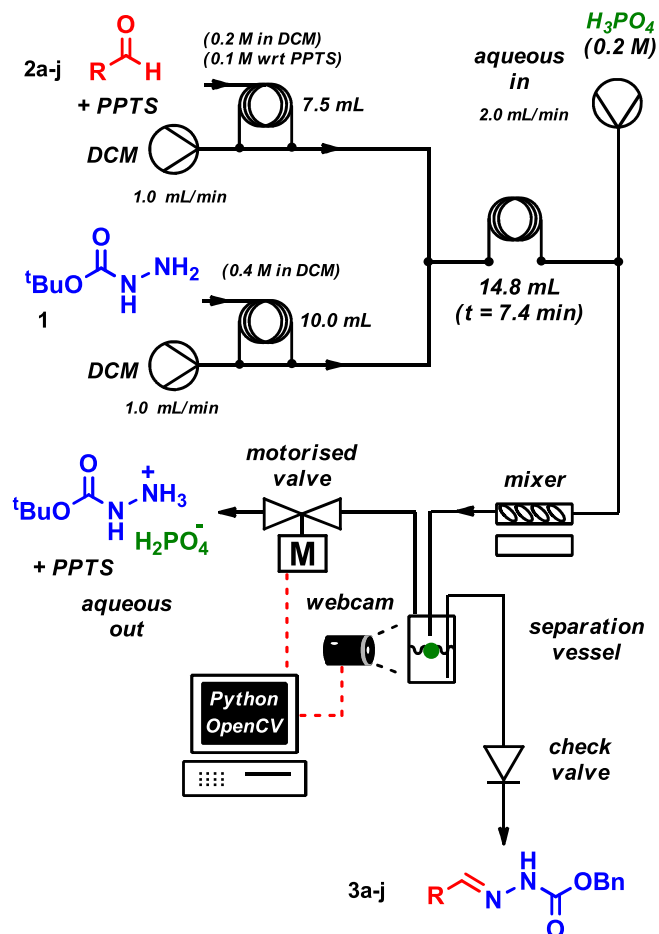 O
2a-j
R
H
+ PPTS
(0.2 M in DCM)
(0.1 M wrt PPTS)
7.5 mL
DCM
1.0 mL/min
H3PO4
(0.2 M)
aqueous
in
2.0 mL/min
O
tBuO
N
H
NH2
1
(0.4 M in DCM)
10.0 mL
DCM
1.0 mL/min
14.8 mL
(t = 7.4 min)
O
tBuO
N
H
+
NH3
H2PO4-
+ PPTS
aqueous
out
motorised
valve
M
mixer
webcam
separation
vessel
Python
OpenCV
check
valve
3a-j
R
N
H
N
OBn
O